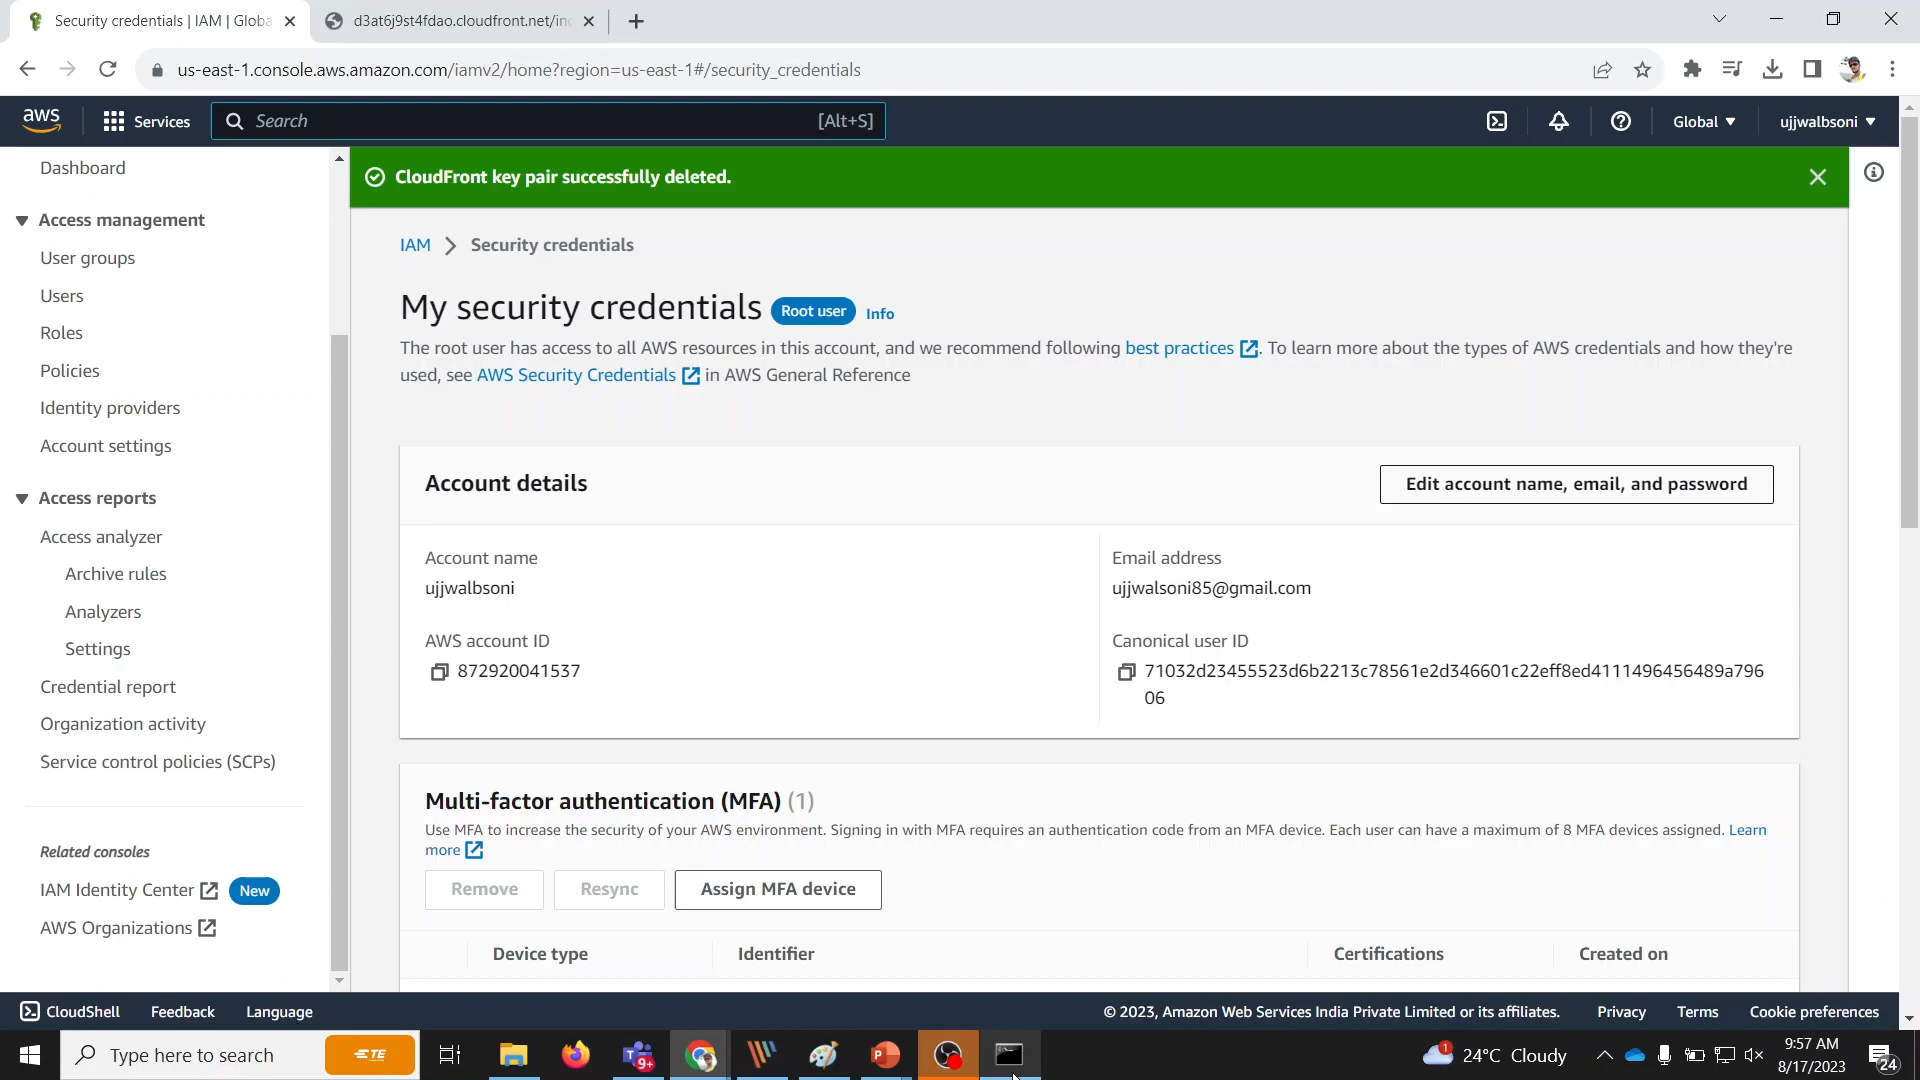 Security credentials | IAM | Globa
d3at6j9st4fdao.cloudfront.net/in
us-east-1.console.aws.amazon.com/iamv2/home?region=us-east-1#/security_credentials
aws
Services
Search
[Alt+S]
Global
ujjwalbsoni
Dashboard
Access management
User groups
Users
Roles
Policies
Identity providers
Account settings
Access reports
Access analyzer
Archive rules
Analyzers
Settings
Credential report
Organization activity
Service control policies (SCPs)
Related consoles
IAM Identity Center New
AWS Organizations
CloudFront key pair successfully deleted.
IAM > Security credentials
My security credentials Root user Info
The root user has access to all AWS resources in this account, and we recommend following best practices . To learn more about the types of AWS credentials and how they're
used, see AWS Security Credentials in AWS General Reference
Account details
Edit account name, email, and password
Account name
ujjwalbsoni
Email address
ujjwalsoni85@gmail.com
AWS account ID
872920041537
Canonical user ID
71032d23455523d6b2213c78561e2d346601c22eff8ed4111496456489a796
06
Multi-factor authentication (MFA) (1)
Use MFA to increase the security of your AWS environment. Signing in with MFA requires an authentication code from an MFA device. Each user can have a maximum of 8 MFA devices assigned. Learn
more
Remove
Resync
Assign MFA device
Device type
Identifier
Certifications
Created on
CloudShell
Feedback
Language
© 2023, Amazon Web Services India Private Limited or its affiliates.
Privacy
Terms
Cookie preferences
Type here to search
TE
9+
1
24°C Cloudy
9:57 AM
8/17/2023
24